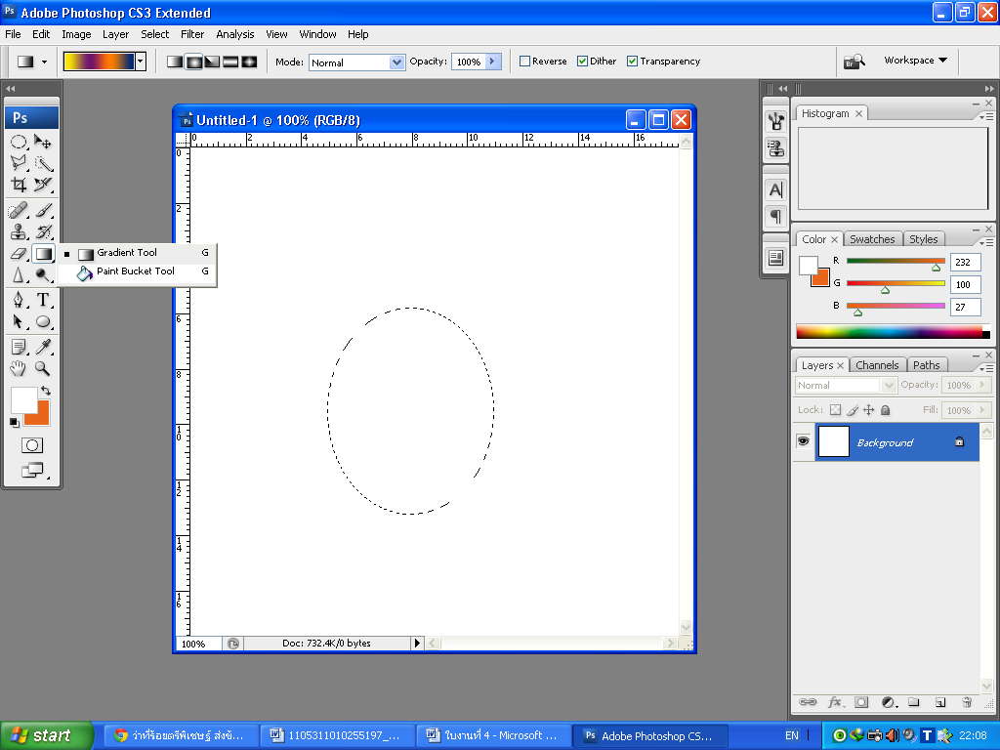 Ps Adobe Photoshop CS3 Extended
File Edit Image Layer Select Filter Analysis View Window Help
Mode: Normal Opacity: 100% Reverse Dither Transparency Br Workspace
Ps
Untitled-1 @ 100% (RGB/8)
0 2 4 6 8 10 12 14 16
0
2
6
8
10
12
14
16
Gradient Tool G
Paint Bucket Tool G
T
100% Doc: 732.4K/0 bytes
A
Histogram
Color Swatches Styles
R 232
G 100
B 27
Layers Channels Paths
Normal Opacity: 100%
Lock: Fill: 100%
Background
fx
start ว่าที่ร้อยตรีพิเชษฐ์ ส่งข้... 1105311010255197_... ใบงานที่ 4 - Microsoft ... Ps Adobe Photoshop CS... EN T 22:08